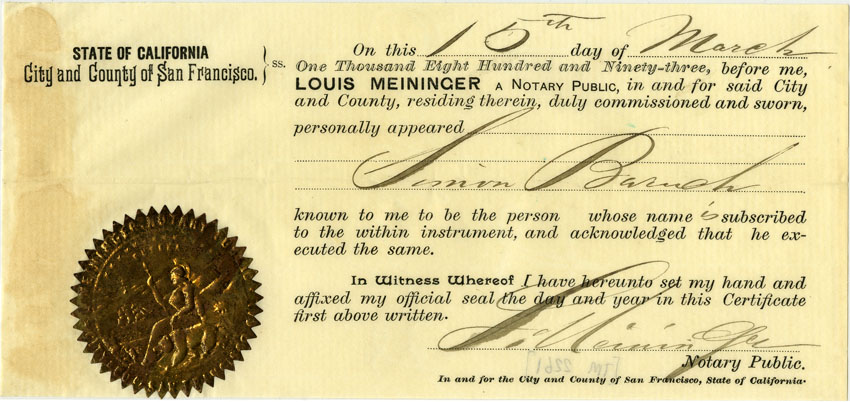 STATE OF CALIFORNIA
City and County of San Francisco. } ss.
On this 15th day of March
One Thousand Eight Hundred and Ninety-three, before me,
LOUIS MEININGER A NOTARY PUBLIC, in and for said City
and County, residing therein, duly commissioned and sworn,
personally appeared
Simon Baruch
known to me to be the person whose name is subscribed
to the within instrument, and acknowledged that he ex-
ecuted the same.
In Witness Whereof I have hereunto set my hand and
affixed my official seal the day and year in this Certificate
first above written.
Notary Public.
In and for the City and County of San Francisco, State of California.